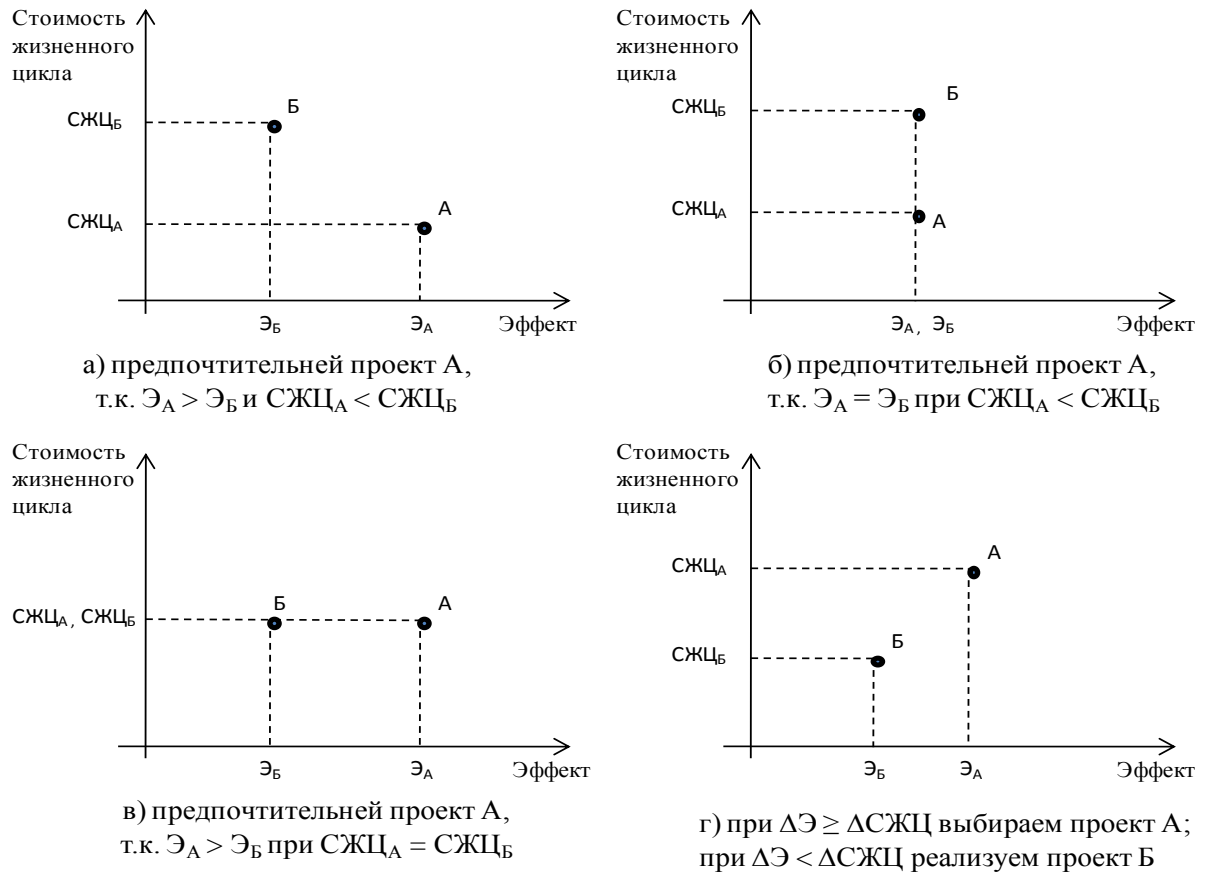 Стоимость
жизненного
цикла
Б
СЖЦБ
А
СЖЦА
ЭБ
ЭА
Эффект
а) предпочтительней проект А,
т.к. ЭА > ЭБ и СЖЦА < СЖЦБ
Стоимость
жизненного
цикла
Б
СЖЦБ
СЖЦА
А
ЭА, ЭБ
Эффект
б) предпочтительней проект А,
т.к. ЭА = ЭБ при СЖЦА < СЖЦБ
Стоимость
жизненного
цикла
СЖЦА, СЖЦБ
Б
А
ЭБ
ЭА
Эффект
в) предпочтительней проект А,
т.к. ЭА > ЭБ при СЖЦА = СЖЦБ
Стоимость
жизненного
цикла
А
СЖЦА
Б
СЖЦБ
ЭБ
ЭА
Эффект
г) при ΔЭ ≥ ΔСЖЦ выбираем проект А;
при ΔЭ < ΔСЖЦ реализуем проект Б